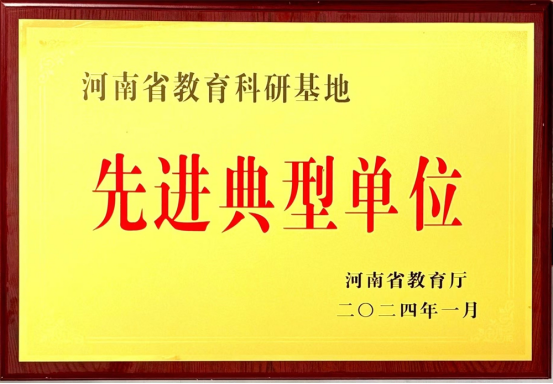 河南省教育科研基地
先进典型单位
河南省教育厅
二〇二四年一月